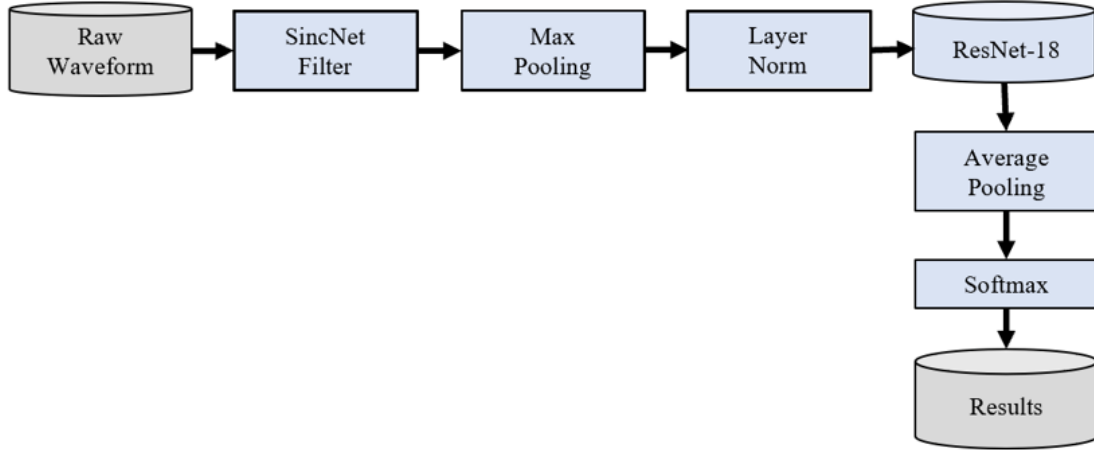 Raw
Waveform
SincNet
Filter
Max
Pooling
Layer
Norm
ResNet-18
Average
Pooling
Softmax
Results